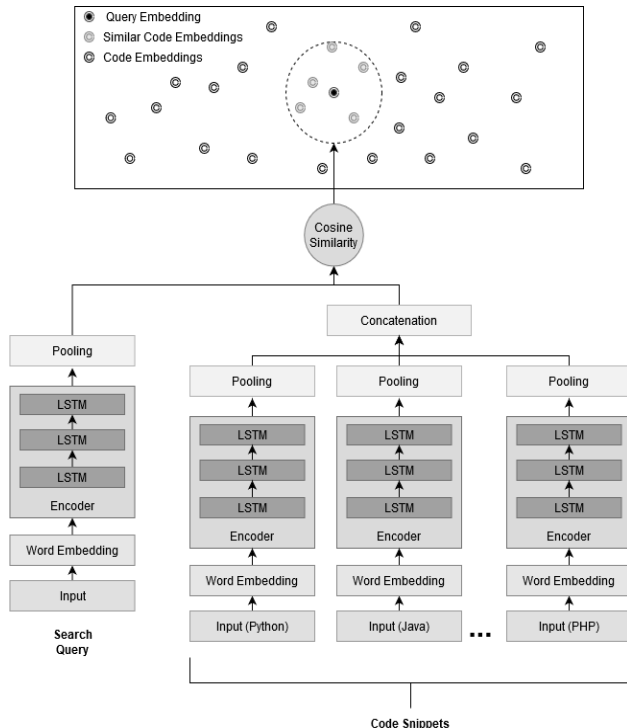 Query Embedding
Similar Code Embeddings
Code Embeddings
Cosine
Similarity
Concatenation
Pooling
Pooling
Pooling
Pooling
LSTM
LSTM
LSTM
Encoder
LSTM
LSTM
LSTM
Encoder
LSTM
LSTM
LSTM
Encoder
LSTM
LSTM
LSTM
Encoder
Word Embedding
Word Embedding
Word Embedding
Word Embedding
Input
Input (Python)
Input (Java)
...
Input (PHP)
Search
Query
Code Snippets